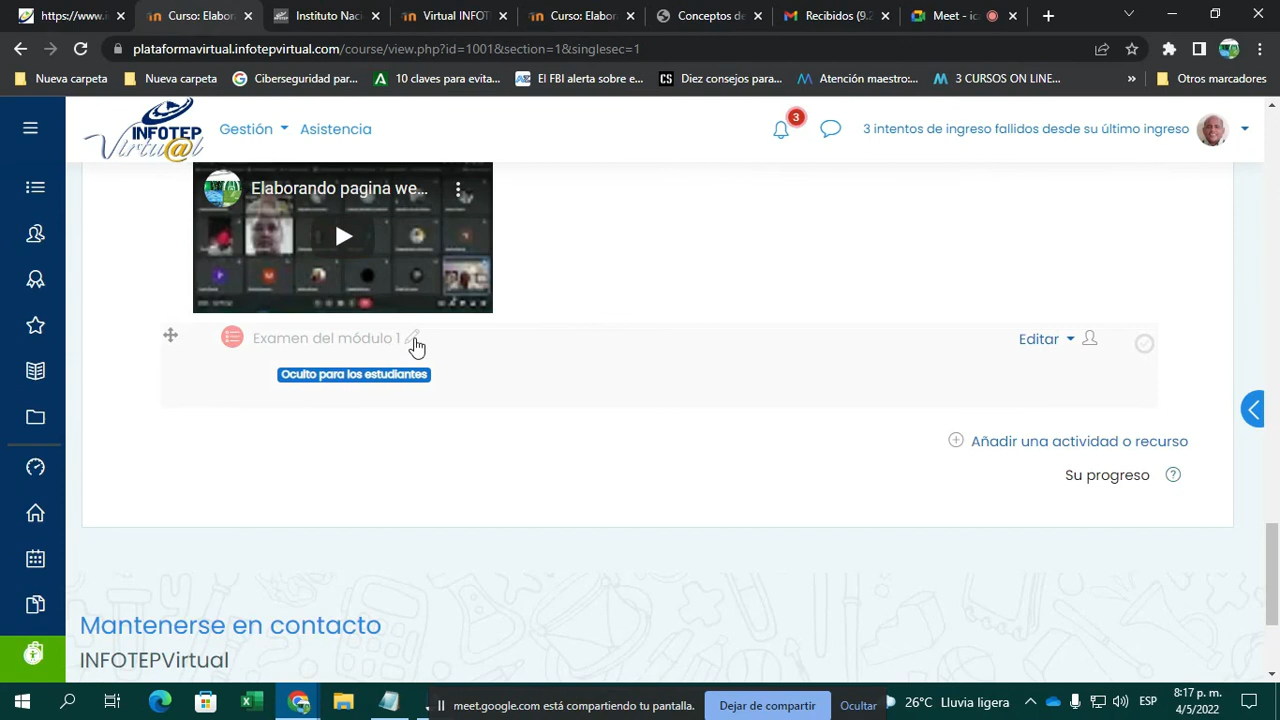 https://www.in
Curso: Elabor
Instituto Naci
Virtual INFOT
Curso: Elabor
Conceptos de
Recibidos (9.2
Meet - ic
plataformavirtual.infotepvirtual.com/course/view.php?id=1001&section=1&singlesec=1
Nueva carpeta
Nueva carpeta
Ciberseguridad par...
10 claves para evita...
El FBI alerta sobre e...
Diez consejos para...
Atención maestro:...
3 CURSOS ON LINE...
Otros marcadores
INFOTEP
Virtu@l
Gestión
Asistencia
3
3 intentos de ingreso fallidos desde su último ingreso
Elaborando pagina we...
Examen del módulo 1
Editar
Oculto para los estudiantes
Añadir una actividad o recurso
Su progreso
Mantenerse en contacto
INFOTEPVirtual
meet.google.com está compartiendo tu pantalla.
Dejar de compartir
Ocultar
26°C Lluvia ligera
ESP
8:17 p. m.
4/5/2022